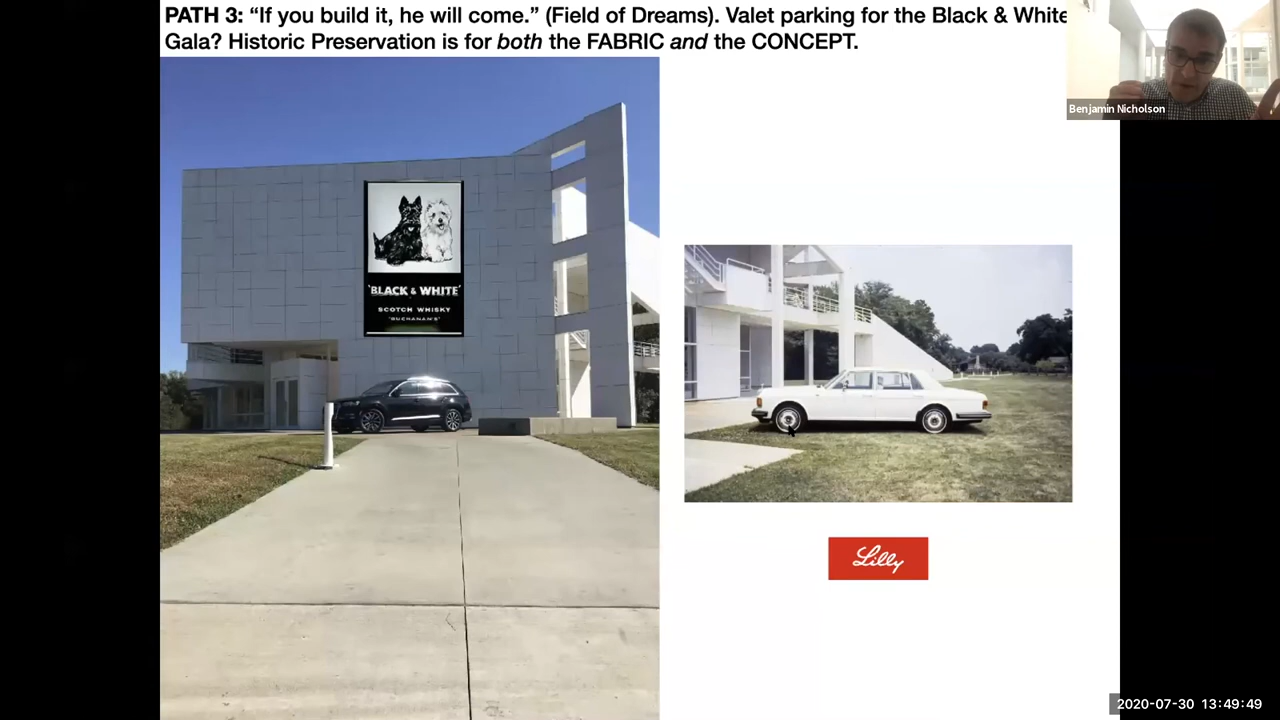 PATH 3: “If you build it, he will come.” (Field of Dreams). Valet parking for the Black & White
Gala? Historic Preservation is for both the FABRIC and the CONCEPT.
Benjamin Nicholson
'BLACK & WHITE'
SCOTCH WHISKY
"BUCHANAN'S"
Lilly
2020-07-30 13:49:49